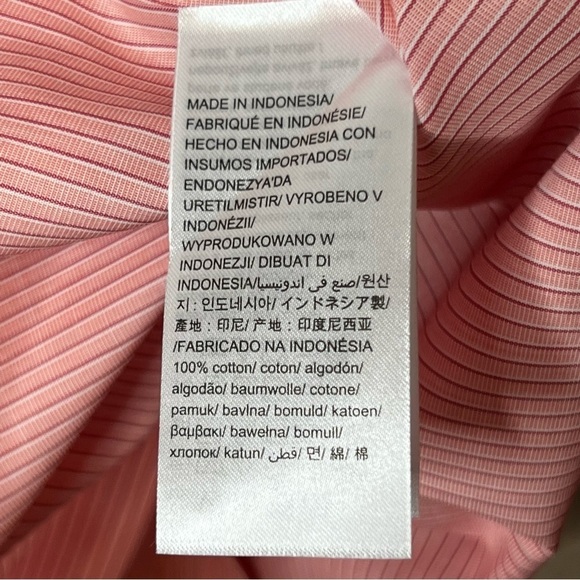 MADE IN INDONESIA/
FABRIQUÉ EN INDONÉSIE/
HECHO EN INDONESIA CON
INSUMOS IMPORTADOS/
ENDONEZYA'DA
URETILMISTIR/ VYROBENO V
INDONÉZII/
WYPRODUKOWANO W
INDONEZJI/ DIBUAT DI
INDONESIA/صنع في اندونيسيا/원산
지 : 인도네시아/ インドネシア製/
產地 : 印尼/ 产地 : 印度尼西亚
/FABRICADO NA INDONÉSIA
100% cotton/ coton/ algodón/
algodão/ baumwolle/ cotone/
pamuk/ bavlna/ bomuld/ katoen/
βαμβακι/ bawełna/ bomull/
хлопок/ katun/ قطن/ 면/ 綿/ 棉